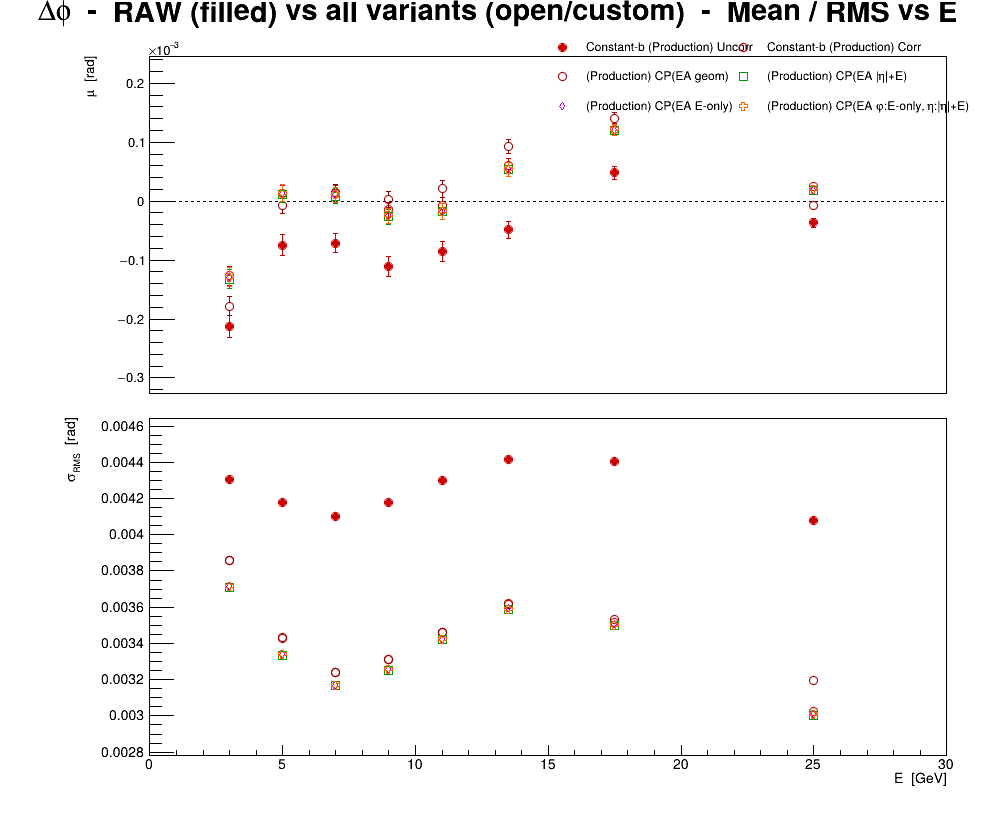 Δϕ - RAW (filled) vs all variants (open/custom) - Mean / RMS vs E
×10⁻³
Constant-b (Production) Uncorr
Constant-b (Production) Corr
(Production) CP(EA geom)
(Production) CP(EA |η|+E)
(Production) CP(EA E-only)
(Production) CP(EA φ:E-only, η:|η|+E)
μ [rad]
0.2
0.1
0
−0.1
−0.2
−0.3
σRMS [rad]
0.0046
0.0044
0.0042
0.004
0.0038
0.0036
0.0034
0.0032
0.003
0.0028
0 5 10 15 20 25 30
E [GeV]